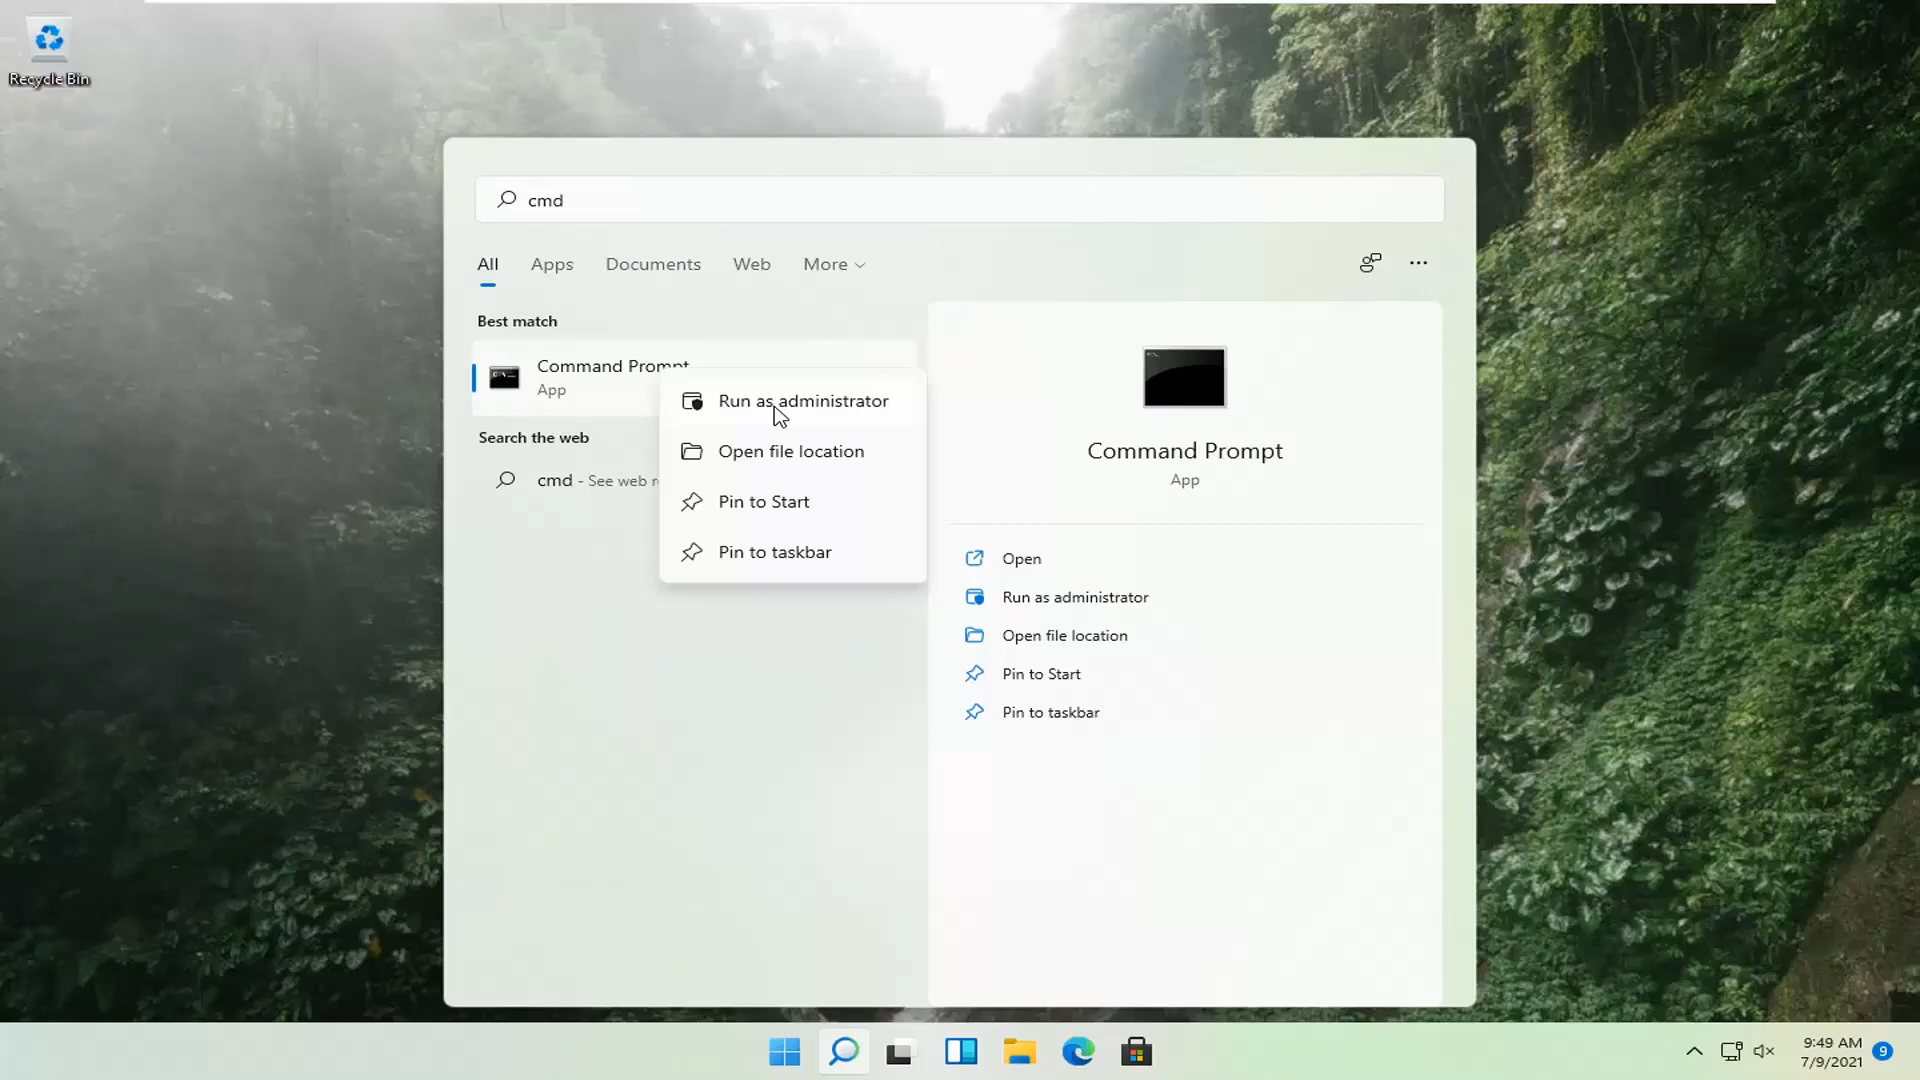 Recycle Bin
cmd
All Apps Documents Web More
Best match
Command Prompt
App
Search the web
cmd - See web r
Run as administrator
Open file location
Pin to Start
Pin to taskbar
Command Prompt
App
Open
Run as administrator
Open file location
Pin to Start
Pin to taskbar
9:49 AM
7/9/2021
9